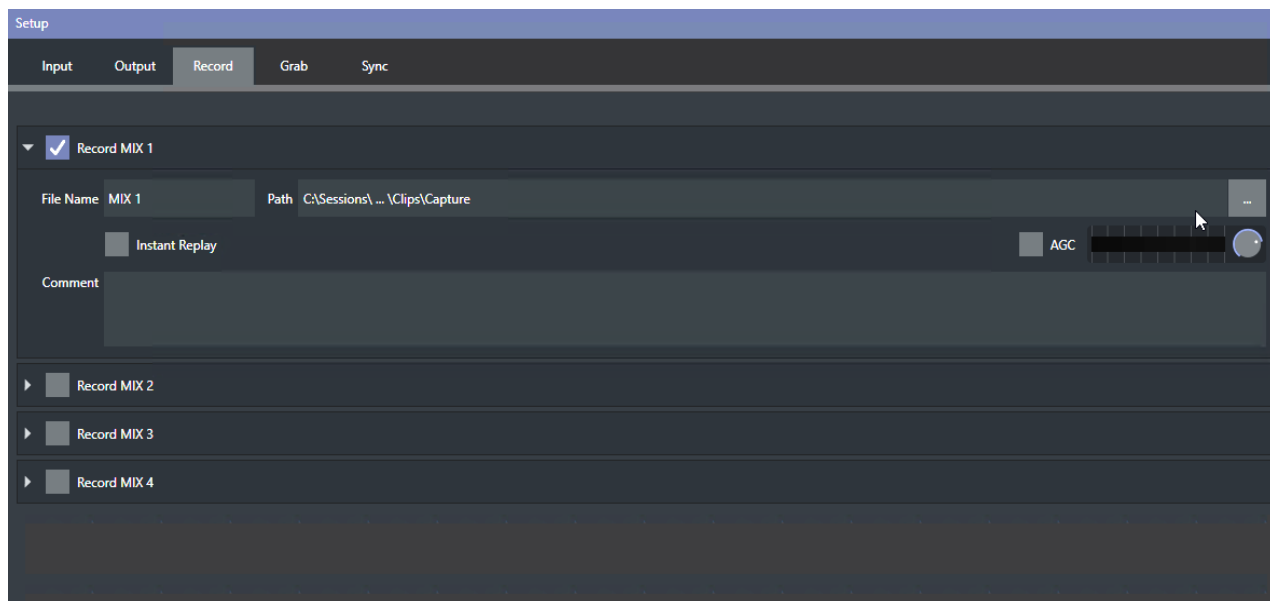 Setup
Input Output Record Grab Sync
Record MIX 1
File Name MIX 1 Path C:\Sessions\ ... \Clips\Capture ...
Instant Replay AGC
Comment
Record MIX 2
Record MIX 3
Record MIX 4